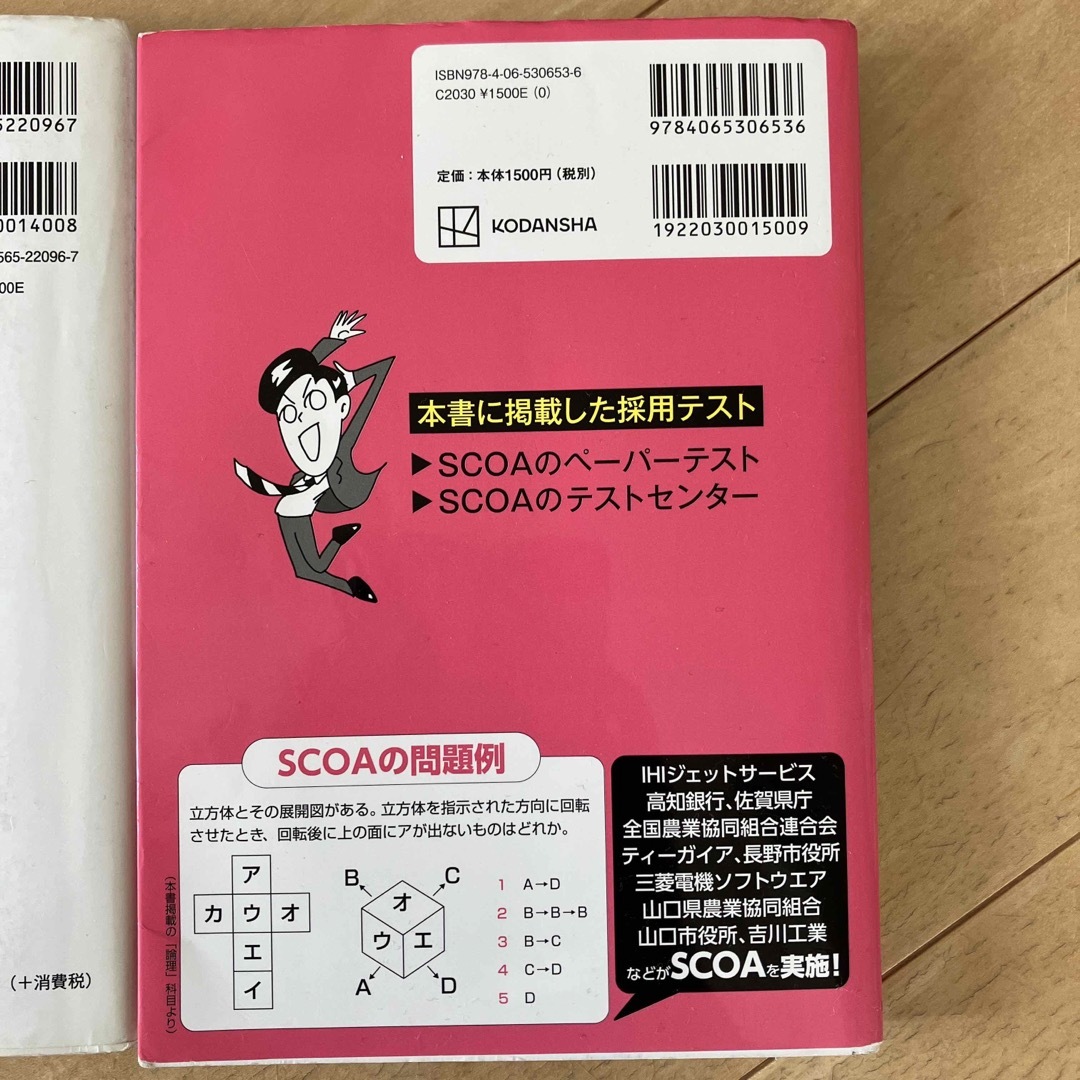 5220967
0014008
565-22096-7
00E
(+消費税)
ISBN978-4-06-530653-6
C2030 ¥1500E (0)
9784065306536
定価:本体1500円(税別)
KODANSHA
1922030015009
本書に掲載した採用テスト
▶SCOAのペーパーテスト
▶SCOAのテストセンター
SCOAの問題例
立方体とその展開図がある。立方体を指示された方向に回転
させたとき、回転後に上の面にアが出ないものはどれか。
ア
カ ウ オ
エ
イ
B C
オ
ウ エ
A D
1 A→D
2 B→B→B
3 B→C
4 C→D
5 D
(本書掲載の「論理」科目より)
IHIジェットサービス
高知銀行、佐賀県庁
全国農業協同組合連合会
ティーガイア、長野市役所
三菱電機ソフトウエア
山口県農業協同組合
山口市役所、吉川工業
などがSCOAを実施!